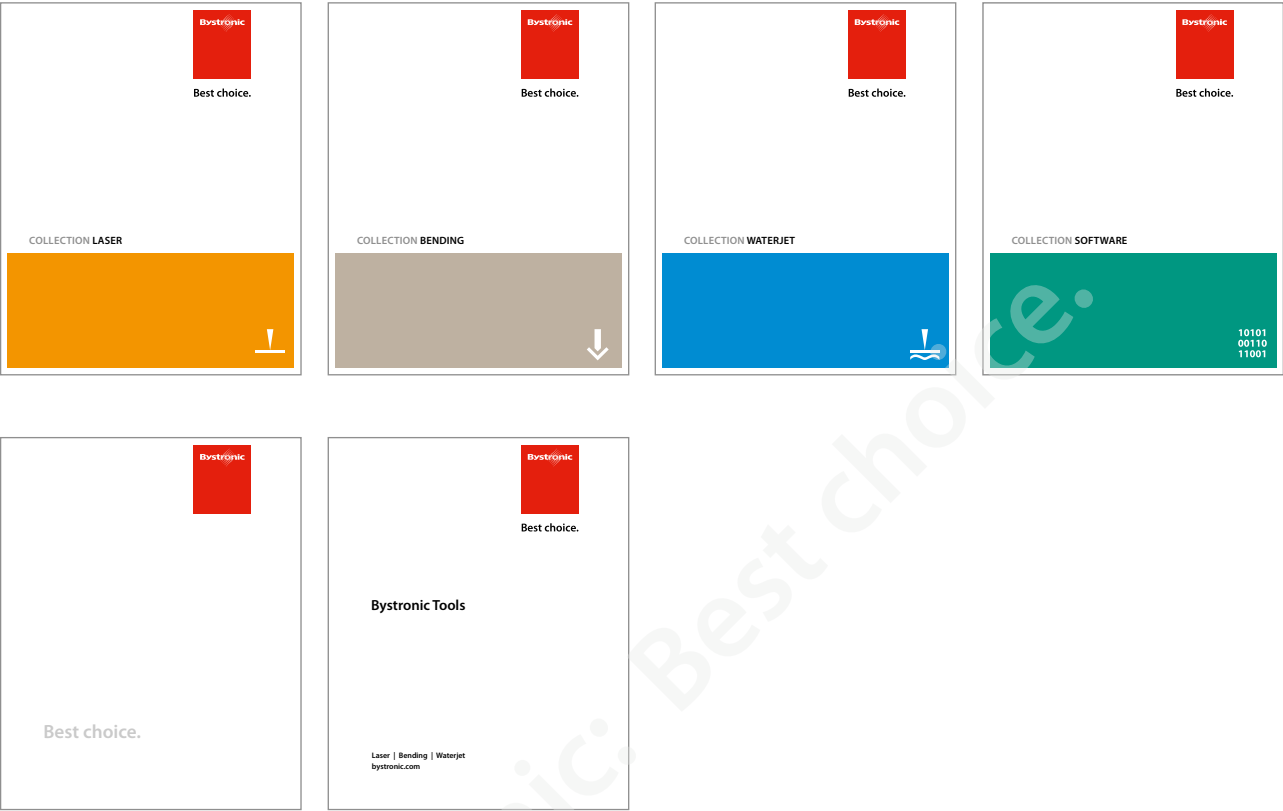 Bystronic
Best choice.
COLLECTION LASER
Bystronic
Best choice.
COLLECTION BENDING
Bystronic
Best choice.
COLLECTION WATERJET
Bystronic
Best choice.
COLLECTION SOFTWARE
10101
00110
11001
Bystronic
Best choice.
Bystronic
Best choice.
Bystronic Tools
Laser | Bending | Waterjet
bystronic.com
nic: Best choice.